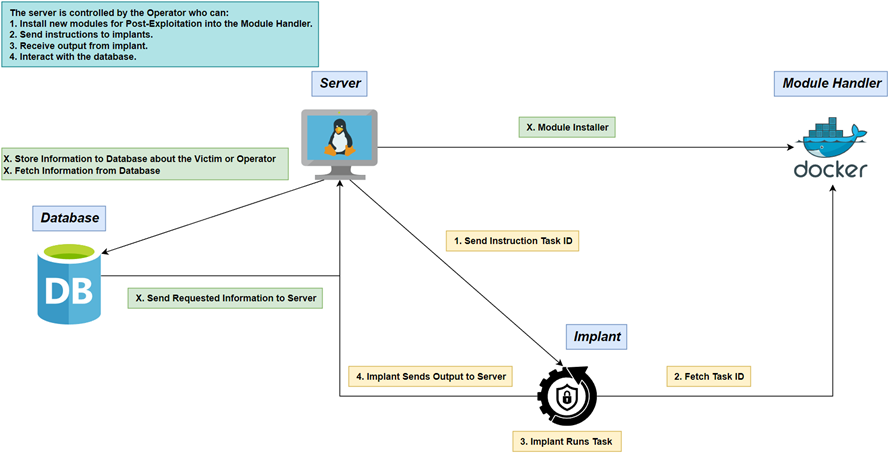 The server is controlled by the Operator who can:
1. Install new modules for Post-Exploitation into the Module Handler.
2. Send instructions to implants.
3. Receive output from implant.
4. Interact with the database.
Server
Module Handler
X. Module Installer
docker
X. Store Information to Database about the Victim or Operator
X. Fetch Information from Database
Database
1. Send Instruction Task ID
DB
X. Send Requested Information to Server
Implant
4. Implant Sends Output to Server
2. Fetch Task ID
3. Implant Runs Task